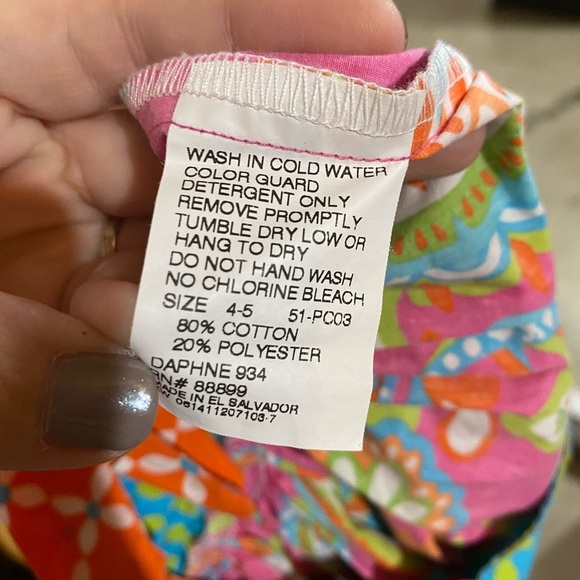 WASH IN COLD WATER
COLOR GUARD
DETERGENT ONLY
REMOVE PROMPTLY
TUMBLE DRY LOW OR
HANG TO DRY
DO NOT HAND WASH
NO CHLORINE BLEACH
SIZE 4-5 51-PC03
80% COTTON
20% POLYESTER
DAPHNE 934
RN# 88899
MADE IN EL SALVADOR
061411207103-7